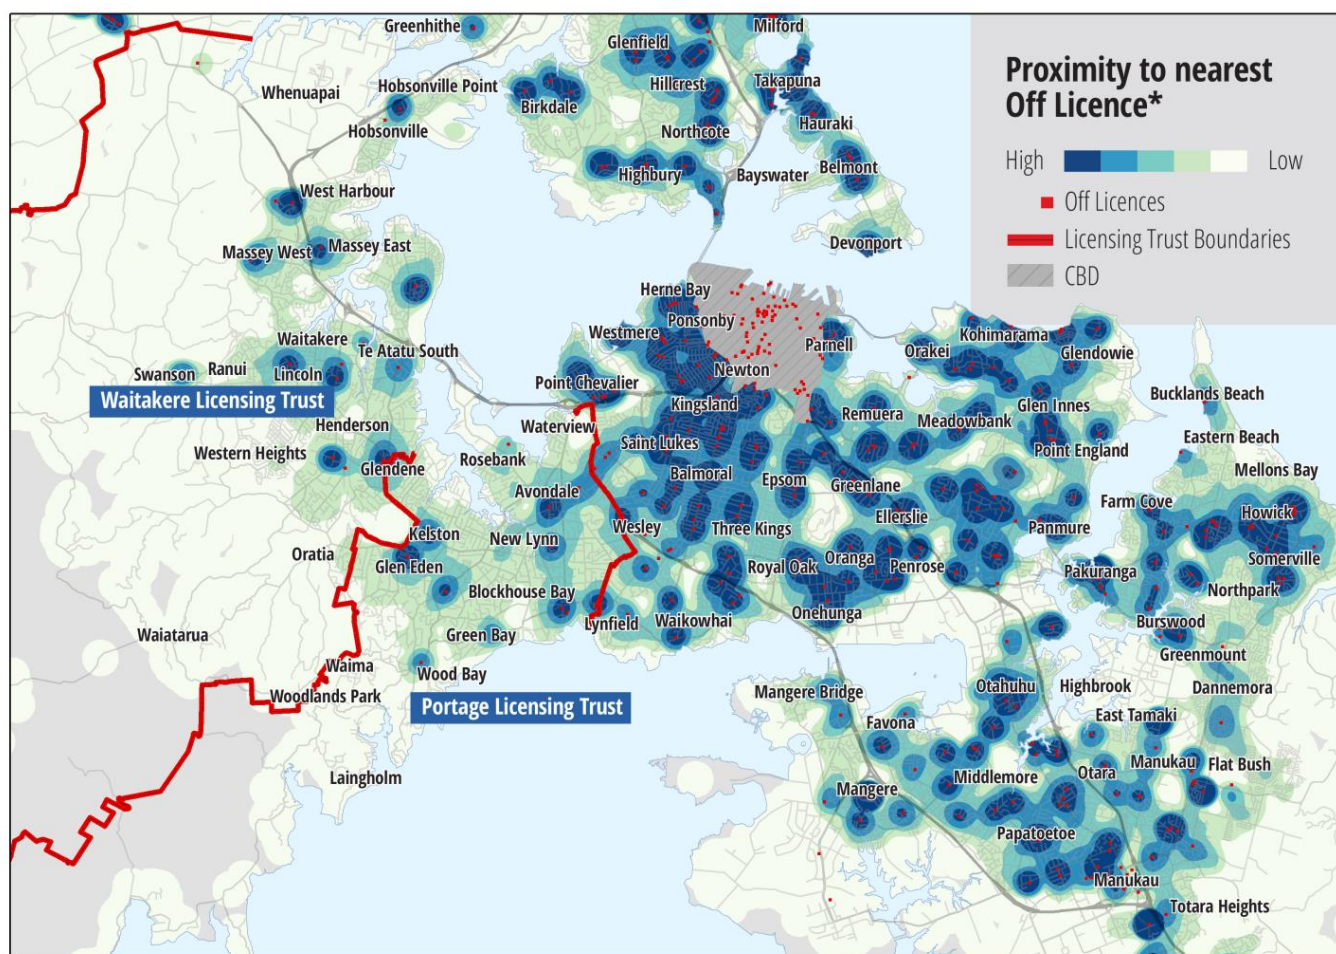 Proximity to nearest
Off Licence*
High
Low
Off Licences
Licensing Trust Boundaries
CBD
Greenhithe
Milford
Glenfield
Whenuapai
Hobsonville Point
Hillcrest
Takapuna
Birkdale
Hobsonville
Northcote
Hauraki
Highbury
Bayswater
Belmont
West Harbour
Massey West
Massey East
Devonport
Herne Bay
Ponsonby
Westmere
Parnell
Kohimarama
Orakei
Glendowie
Waitakere
Te Atatu South
Swanson
Ranui
Lincoln
Newton
Point Chevalier
Waitakere Licensing Trust
Kingsland
Remuera
Meadowbank
Glen Innes
Bucklands Beach
Henderson
Waterview
Saint Lukes
Point England
Eastern Beach
Western Heights
Glendene
Rosebank
Balmoral
Epsom
Greenlane
Mellons Bay
Avondale
Ellerslie
Farm Cove
Howick
Kelston
New Lynn
Wesley
Three Kings
Panmure
Oratia
Glen Eden
Royal Oak
Oranga
Penrose
Somerville
Pakuranga
Northpark
Blockhouse Bay
Lynfield
Waikowhai
Onehunga
Burswood
Waiatarua
Green Bay
Greenmount
Waima
Wood Bay
Woodlands Park
Mangere Bridge
Otahuhu
Highbrook
Dannemora
Portage Licensing Trust
Favona
East Tamaki
Laingholm
Middlemore
Otara
Manukau
Flat Bush
Mangere
Papatoetoe
Manukau
Totara Heights